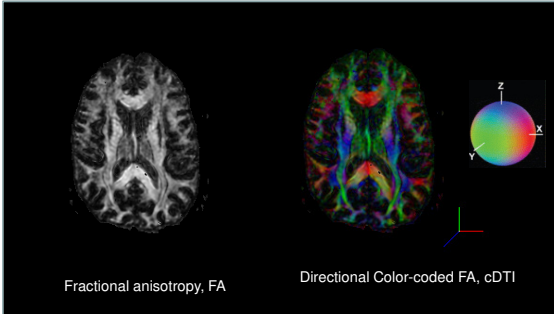 Z
X
Y
Fractional anisotropy, FA
Directional Color-coded FA, cDTI